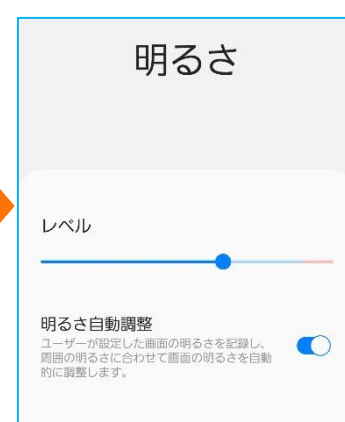 明るさ
レベル
明るさ自動調整
ユーザーが設定した画面の明るさを記録し、
周囲の明るさに合わせて画面の明るさを自動
的に調整します。